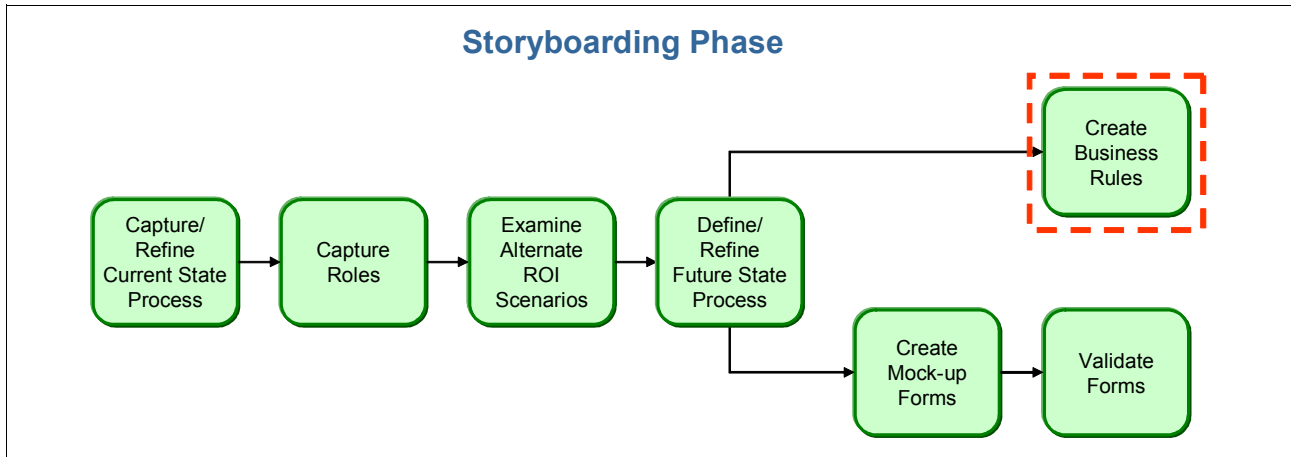 Storyboarding Phase
Create
Business
Rules
Capture/
Refine
Current State
Process
Capture
Roles
Examine
Alternate
ROI
Scenarios
Define/
Refine
Future State
Process
Create
Mock-up
Forms
Validate
Forms